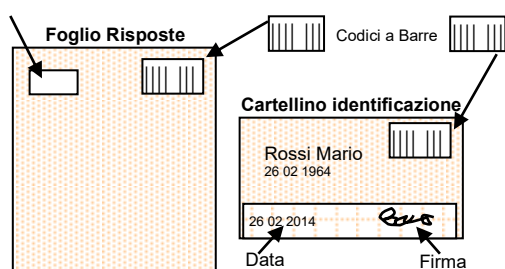 Foglio Risposte
Codici a Barre
Cartellino identificazione
Rossi Mario
26 02 1964
26 02 2014
Data
Firma